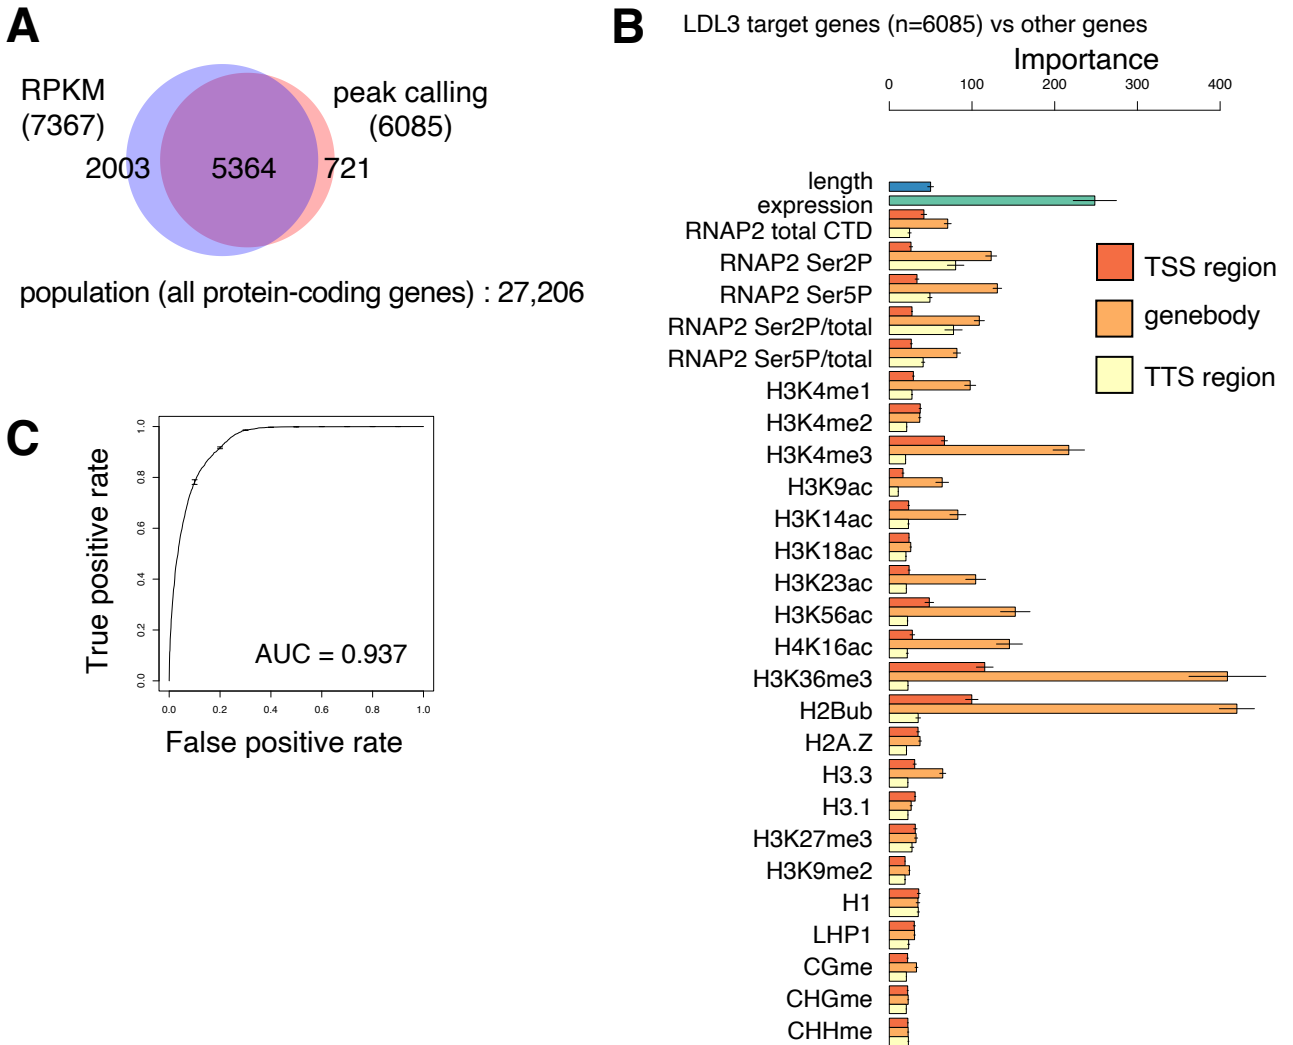 A
RPKM
(7367)
peak calling
(6085)
2003
5364
721
population (all protein-coding genes) : 27,206
B
LDL3 target genes (n=6085) vs other genes
Importance
0 100 200 300 400
length
expression
RNAP2 total CTD
RNAP2 Ser2P
RNAP2 Ser5P
RNAP2 Ser2P/total
RNAP2 Ser5P/total
H3K4me1
H3K4me2
H3K4me3
H3K9ac
H3K14ac
H3K18ac
H3K23ac
H3K56ac
H4K16ac
H3K36me3
H2Bub
H2A.Z
H3.3
H3.1
H3K27me3
H3K9me2
H1
LHP1
CGme
CHGme
CHHme
TSS region
genebody
TTS region
C
True positive rate
1.0
0.8
0.6
0.4
0.2
0.0
AUC = 0.937
0.0 0.2 0.4 0.6 0.8 1.0
False positive rate